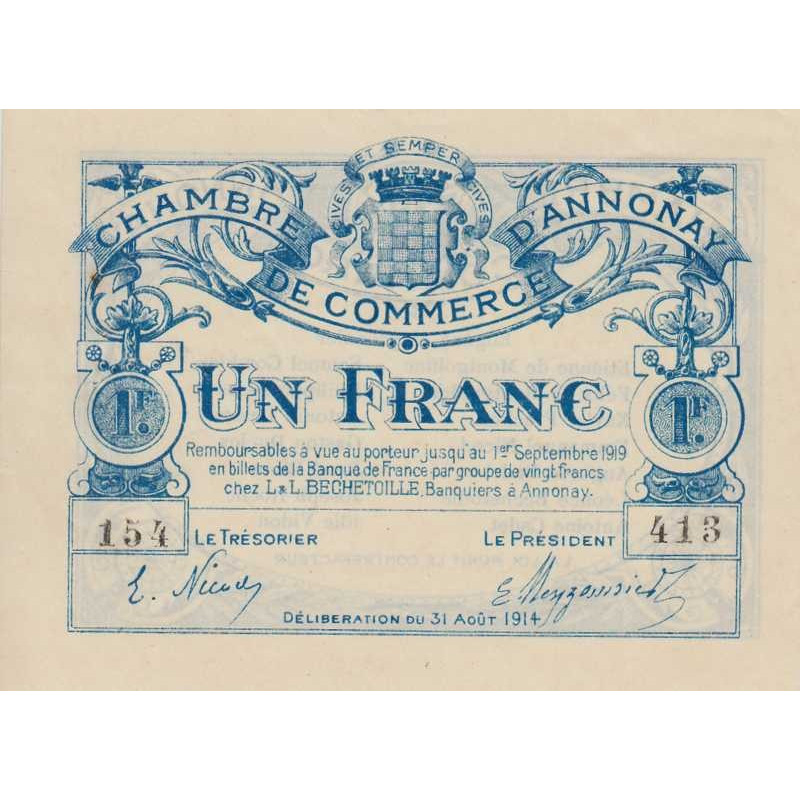 CIVES ET SEMPER CIVES
CHAMBRE DE COMMERCE D'ANNONAY
1F. UN FRANC 1F.
Remboursables à vue au porteur jusqu'au 1er Septembre 1919
en billets de la Banque de France par groupe de vingt francs
chez L. & L. BECHETOILLE, Banquiers à Annonay.
154 LE TRÉSORIER LE PRÉSIDENT 413
DÉLIBERATION DU 31 AOÛT 1914